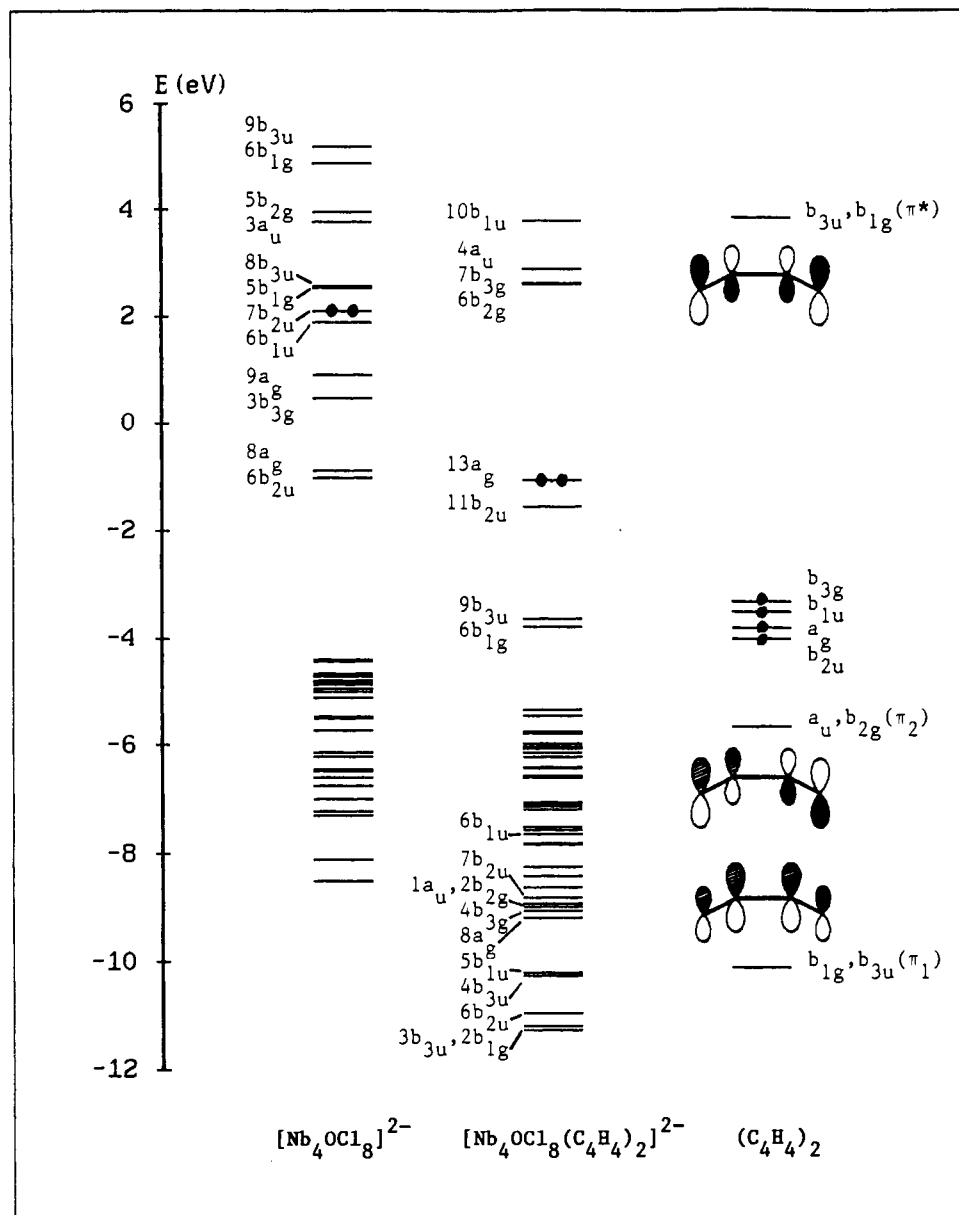 E (eV)
6
4
2
0
-2
-4
-6
-8
-10
-12
9b3u
6b1g
5b2g
3au
8b3u
5b1g
7b2u
6b1u
9ag
3b3g
8ag
6b2u
10b1u
4au
7b3g
6b2g
13ag
11b2u
9b3u
6b1g
6b1u
7b2u
1au,2b2g
4b3g
8ag
5b1u
4b3u
6b2u
3b3u,2b1g
b3u,b1g(π*)
b3g
b1u
ag
b2u
au,b2g(π2)
b1g,b3u(π1)
[Nb4OCl8]2-
[Nb4OCl8(C4H4)2]2-
(C4H4)2